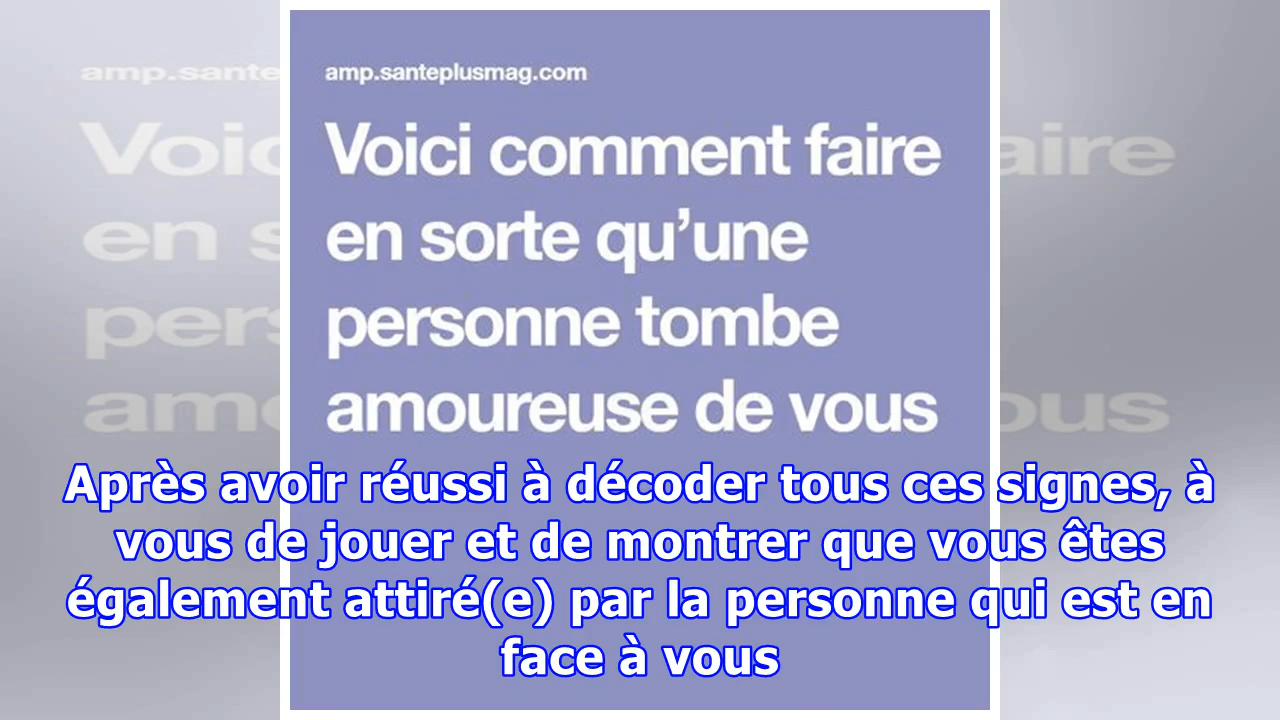 amp.santeplusmag.com
Voici comment faire
en sorte qu’une
personne tombe
amoureuse de vous
Après avoir réussi à décoder tous ces signes, à
vous de jouer et de montrer que vous êtes
également attiré(e) par la personne qui est en
face à vous